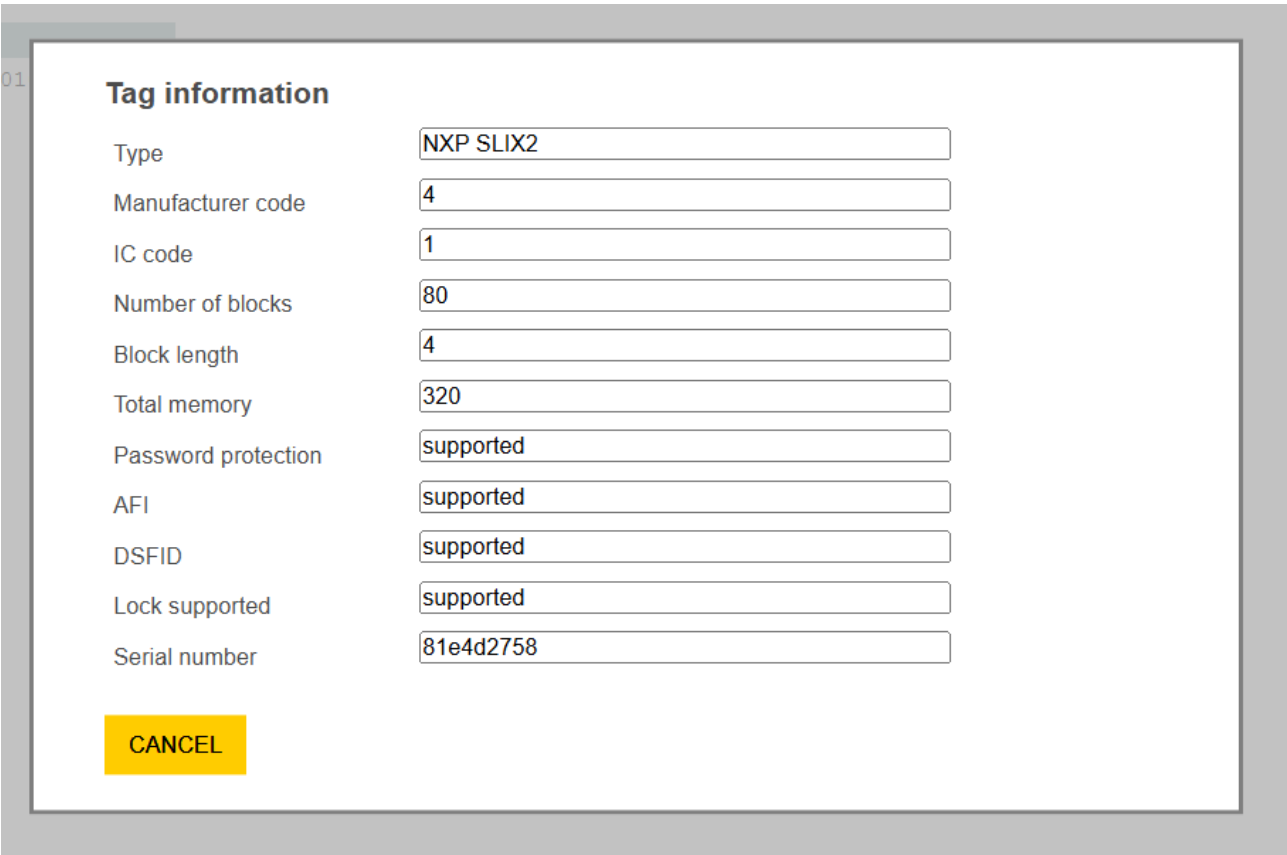 01
Tag information
Type NXP SLIX2
Manufacturer code 4
IC code 1
Number of blocks 80
Block length 4
Total memory 320
Password protection supported
AFI supported
DSFID supported
Lock supported supported
Serial number 81e4d2758
CANCEL